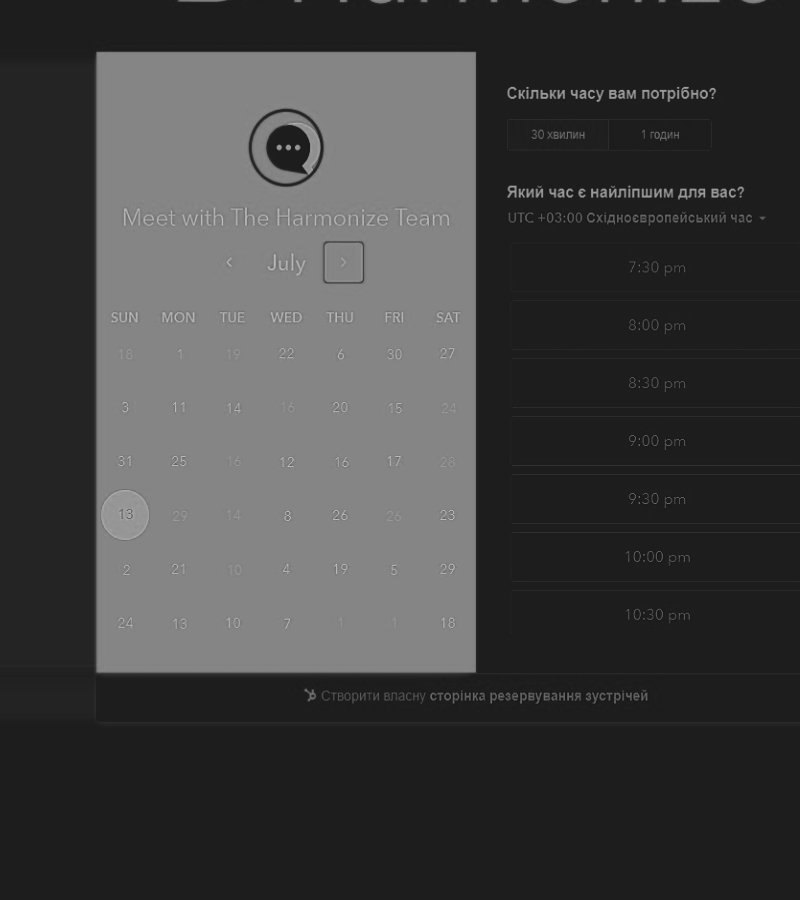 Harmonize
Meet with The Harmonize Team
July
SUN MON TUE WED THU FRI SAT
18 1 19 22 6 30 27
3 11 14 16 20 15 24
31 25 16 12 16 17 28
13 29 14 8 26 26 23
2 21 10 4 19 5 29
24 13 10 7 1 1 18
Скільки часу вам потрібно?
30 хвилин 1 годин
Який час є найліпшим для вас?
UTC +03:00 Східноєвропейський час
7:30 pm
8:00 pm
8:30 pm
9:00 pm
9:30 pm
10:00 pm
10:30 pm
Створити власну сторінка резервування зустрічей